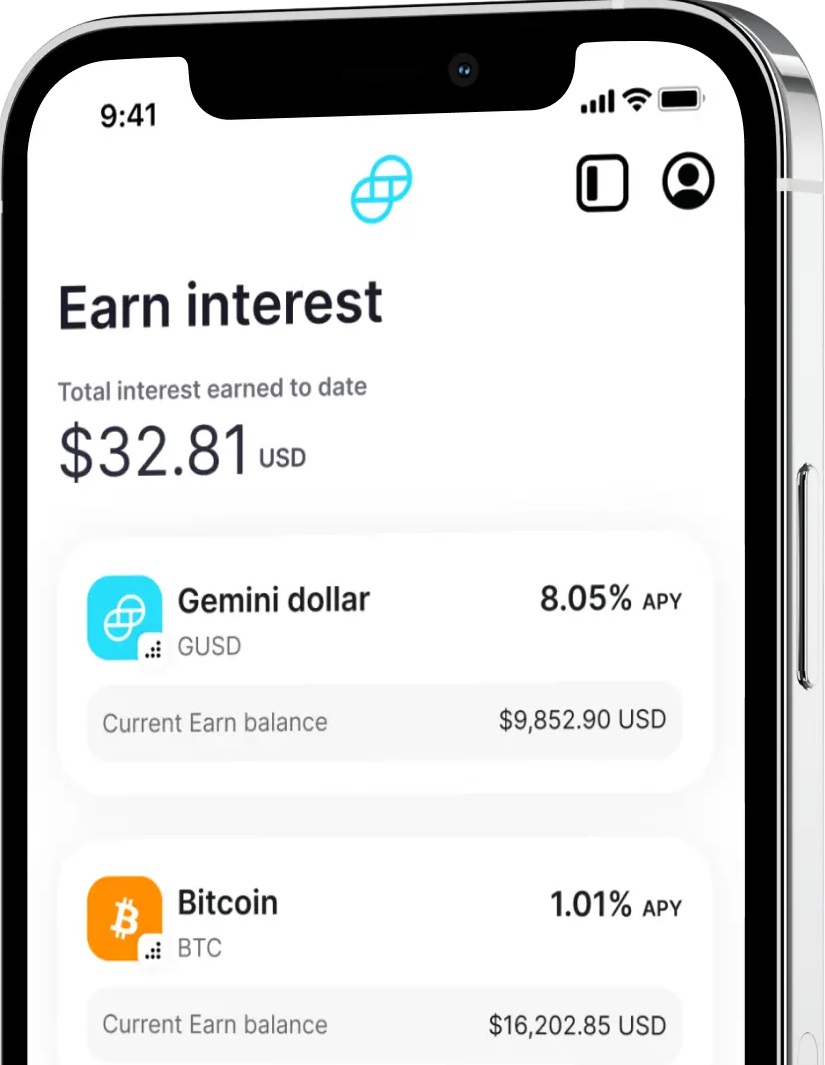 9:41
Earn interest
Total interest earned to date
$32.81 USD
Gemini dollar 8.05% APY
GUSD
Current Earn balance $9,852.90 USD
Bitcoin 1.01% APY
BTC
Current Earn balance $16,202.85 USD